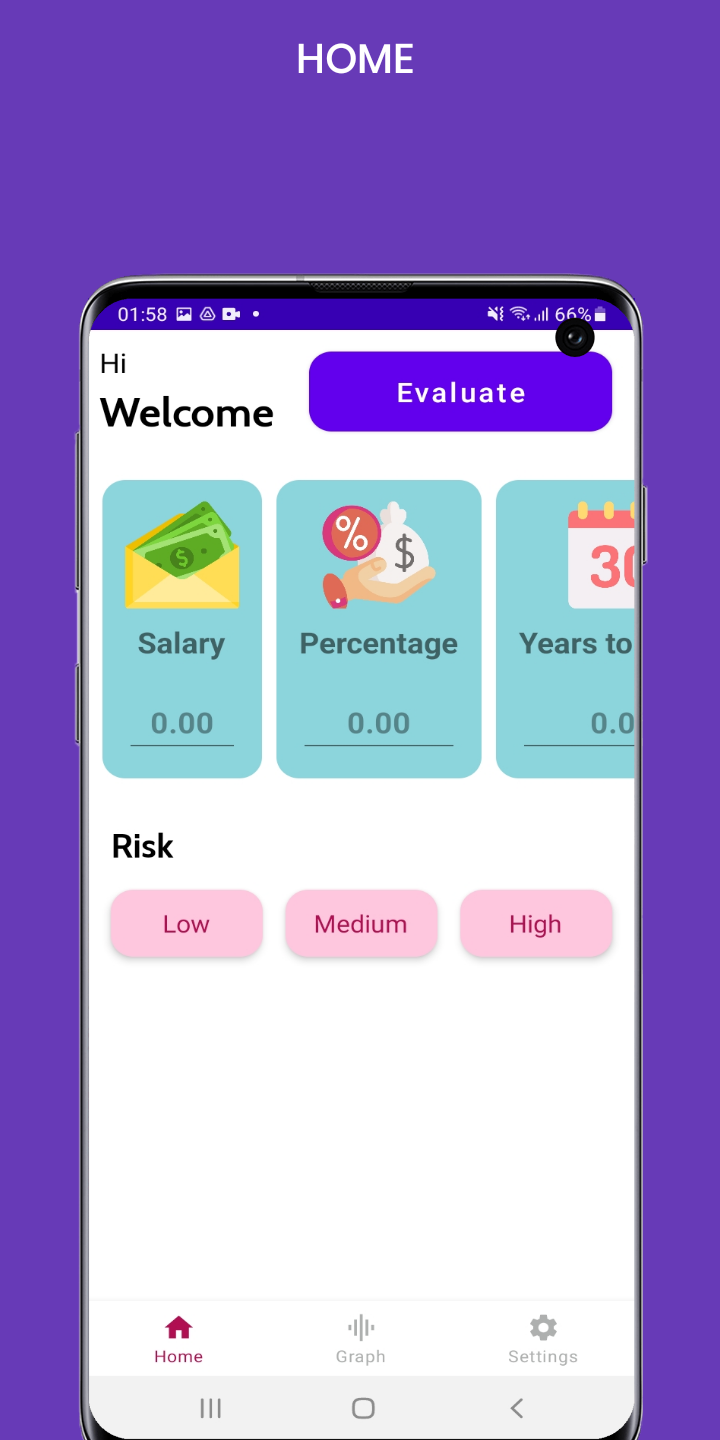 HOME
01:58 66%
Hi
Welcome
Evaluate
% $ $ 30
Salary Percentage Years to
0.00 0.00 0.0
Risk
Low Medium High
Home Graph Settings